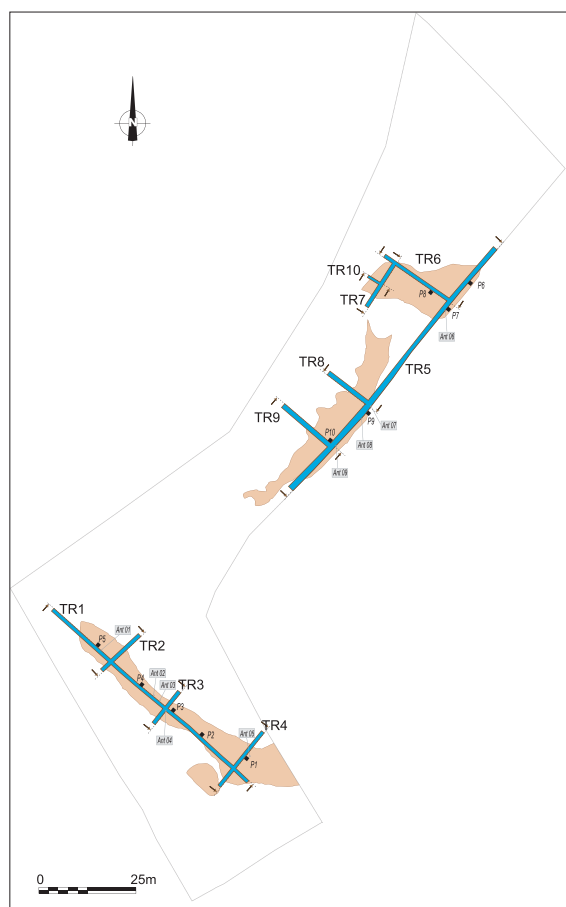 N
TR6
TR10
P8
P6
TR7
P7
Ant 06
TR5
TR8
TR9
P9
Ant 07
P10
Ant 08
Ant 09
TR1
Ant 01
P5
TR2
Ant 02
P4
Ant 03
TR3
P3
TR4
P2
Ant 04
Ant 05
P1
0 25m